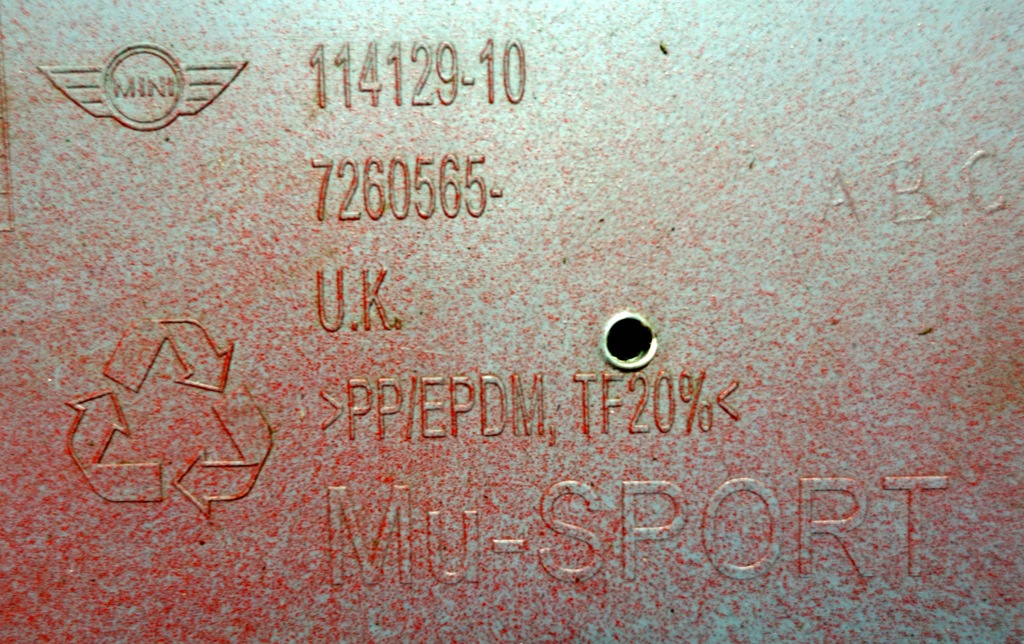 MINI
114129-10
7260565-
A B C
U.K.
>PP/EPDM, TF20%<
Mu-SPORT